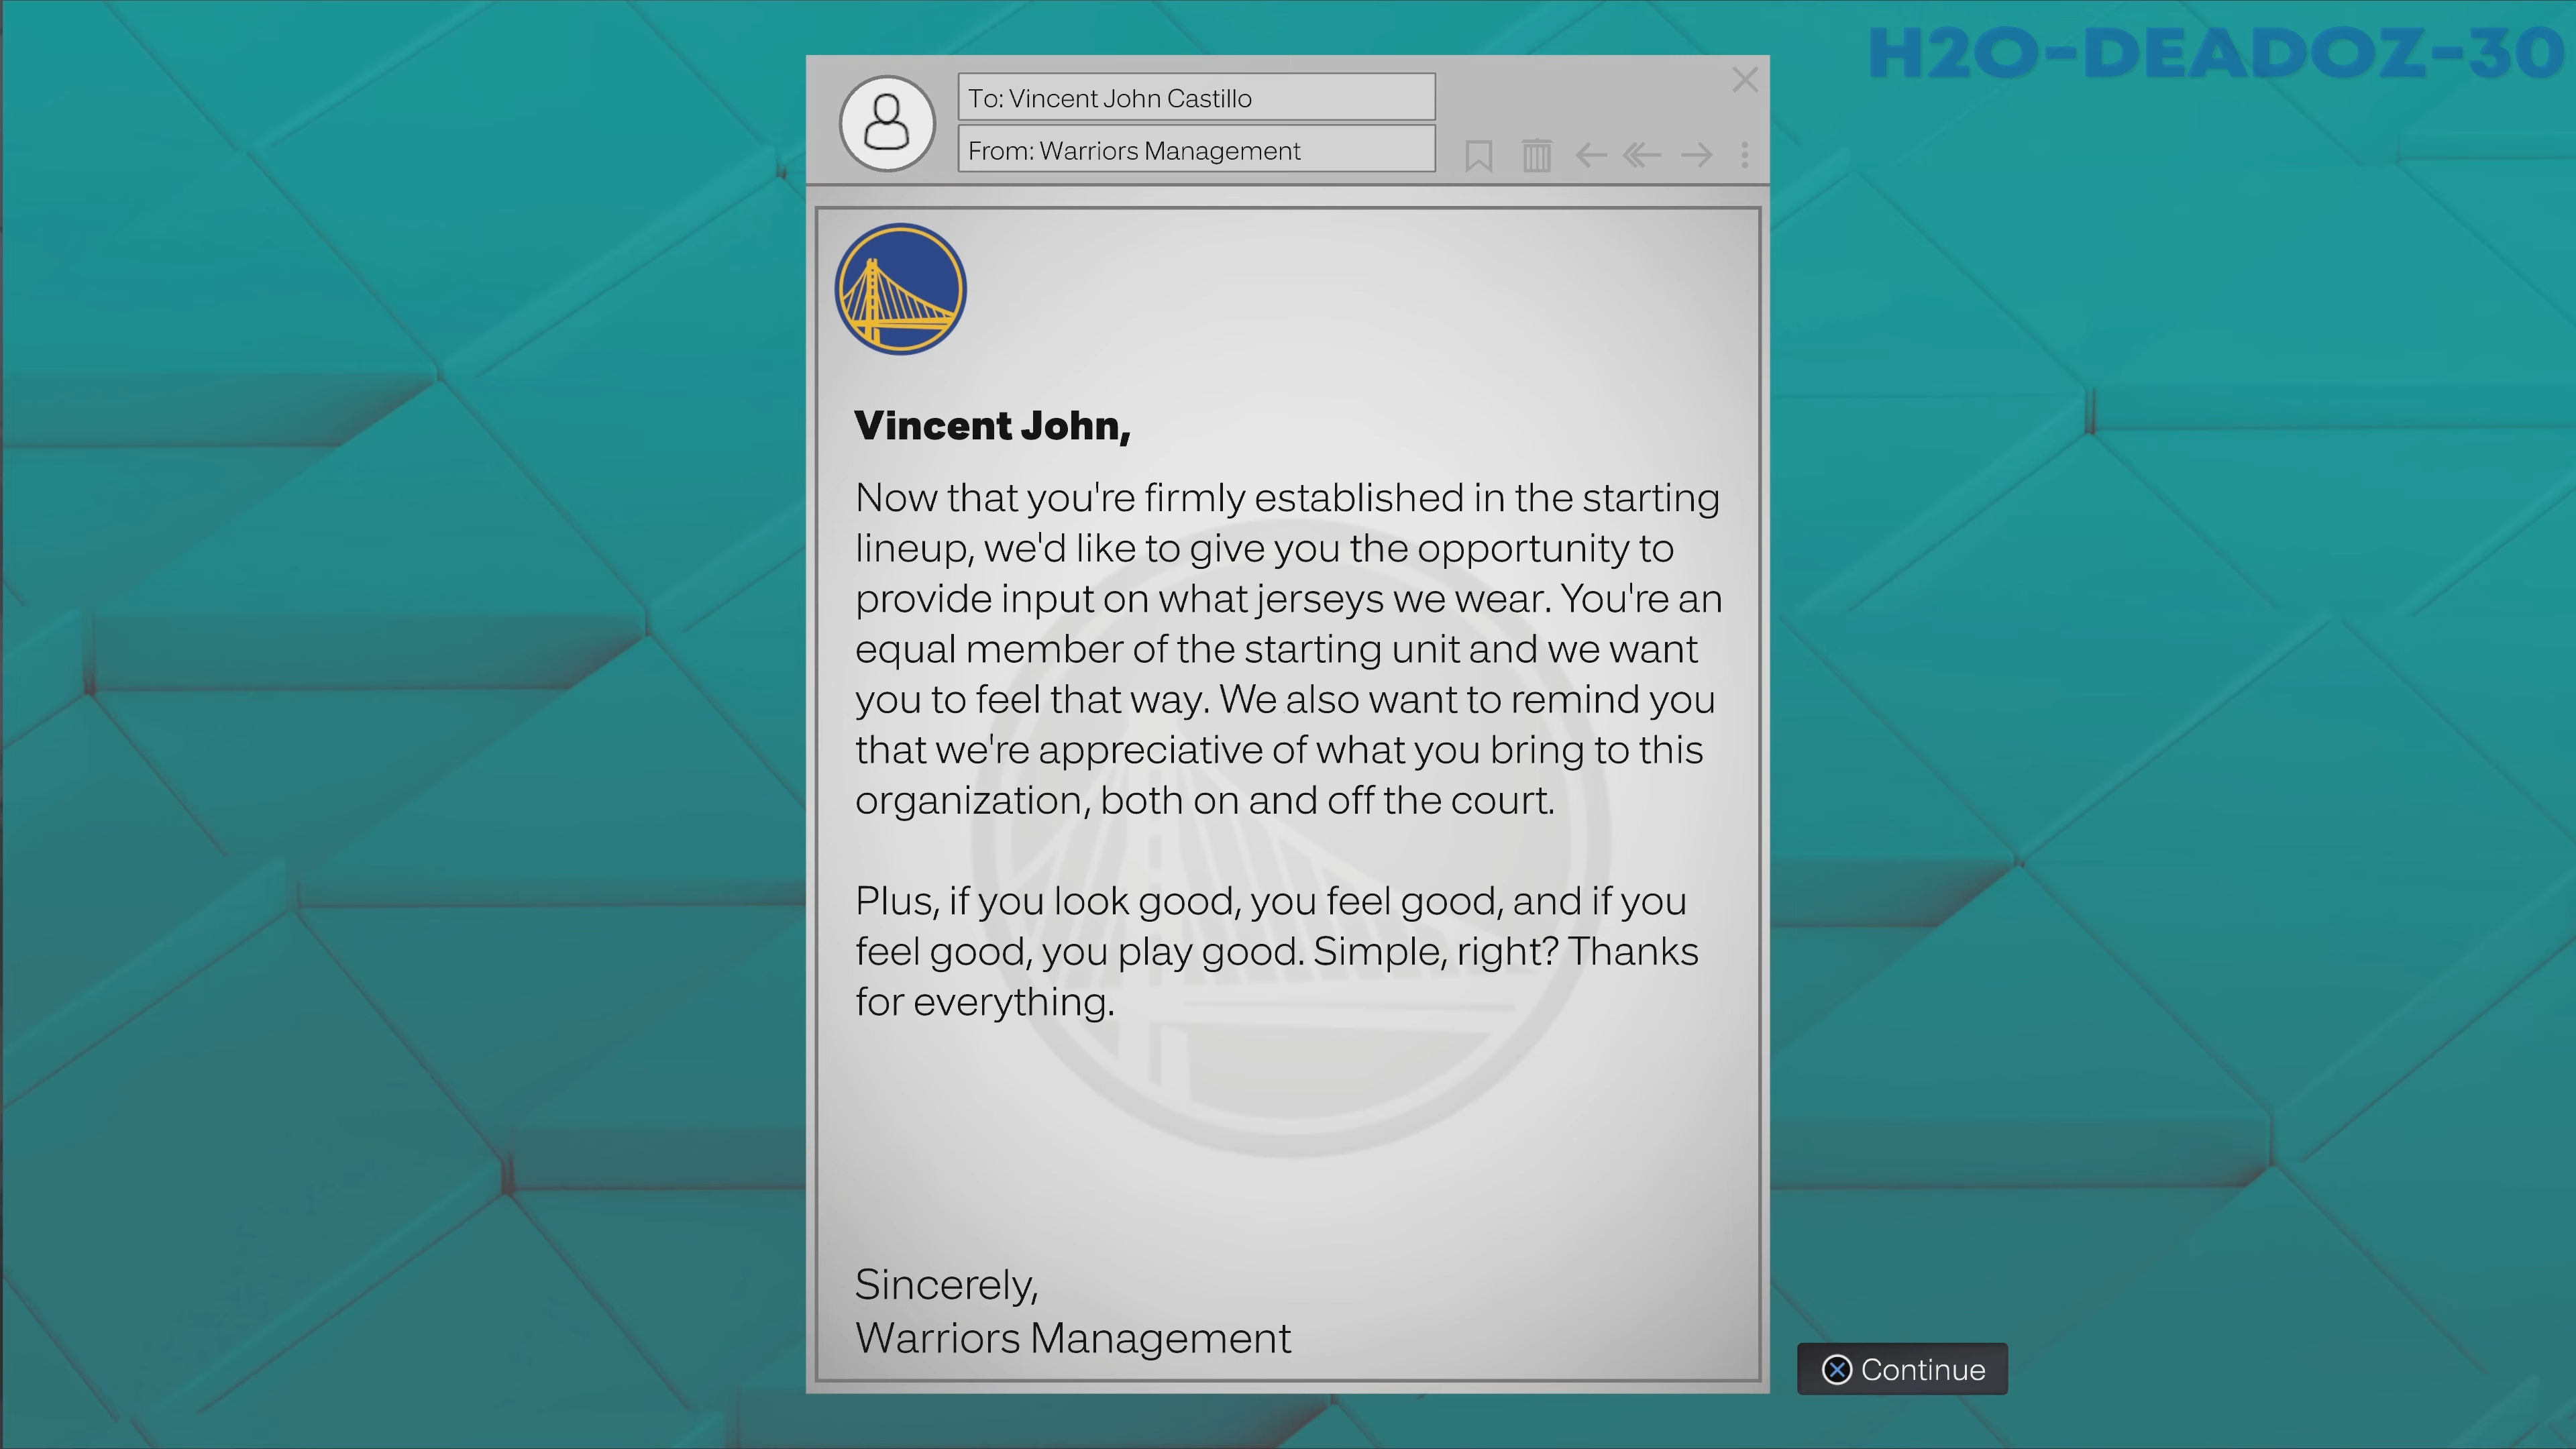 H2O-DEADOZ-30
To: Vincent John Castillo
From: Warriors Management
Vincent John,
Now that you're firmly established in the starting
lineup, we'd like to give you the opportunity to
provide input on what jerseys we wear. You're an
equal member of the starting unit and we want
you to feel that way. We also want to remind you
that we're appreciative of what you bring to this
organization, both on and off the court.
Plus, if you look good, you feel good, and if you
feel good, you play good. Simple, right? Thanks
for everything.
Sincerely,
Warriors Management
Continue